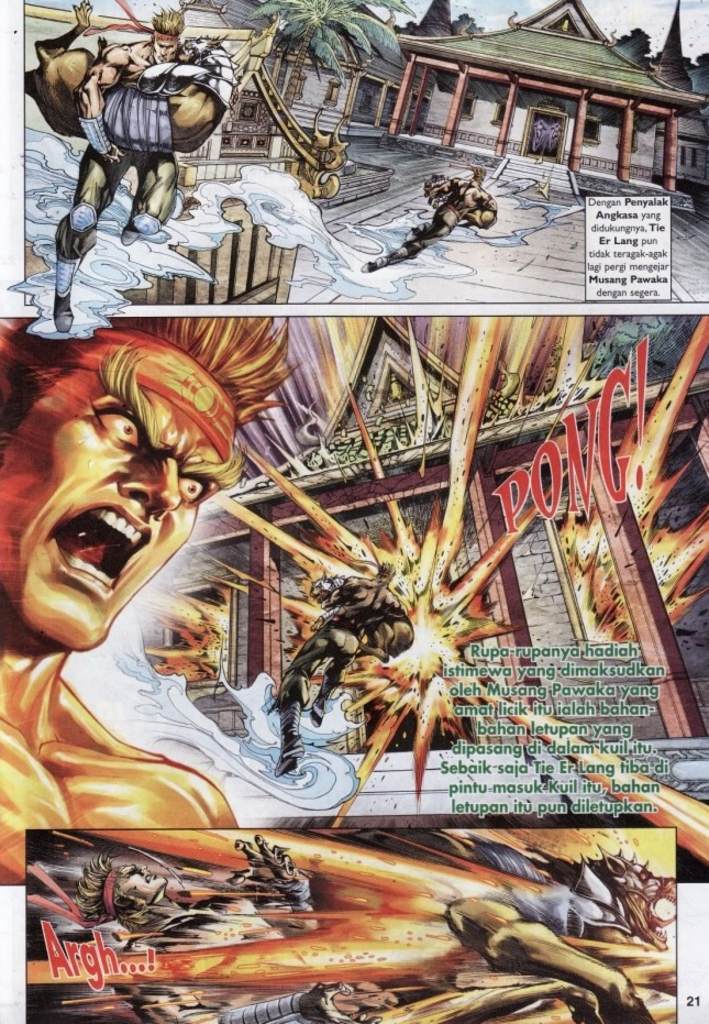 Dengan Penyalak
Angkasa yang
didukungnya, Tie
Er Lang pun
tidak teragak-agak
lagi pergi mengejar
Musang Pawaka
dengan segera.
PONG!
Rupa-rupanya hadiah
istimewa yang dimaksudkan
oleh Musang Pawaka yang
amat licik itu ialah bahan-
bahan letupan yang
dipasang di dalam kuil itu.
Sebaik saja Tie Er Lang tiba di
pintu masuk Kuil itu, bahan
letupan itu pun diletupkan.
Argh...!
21